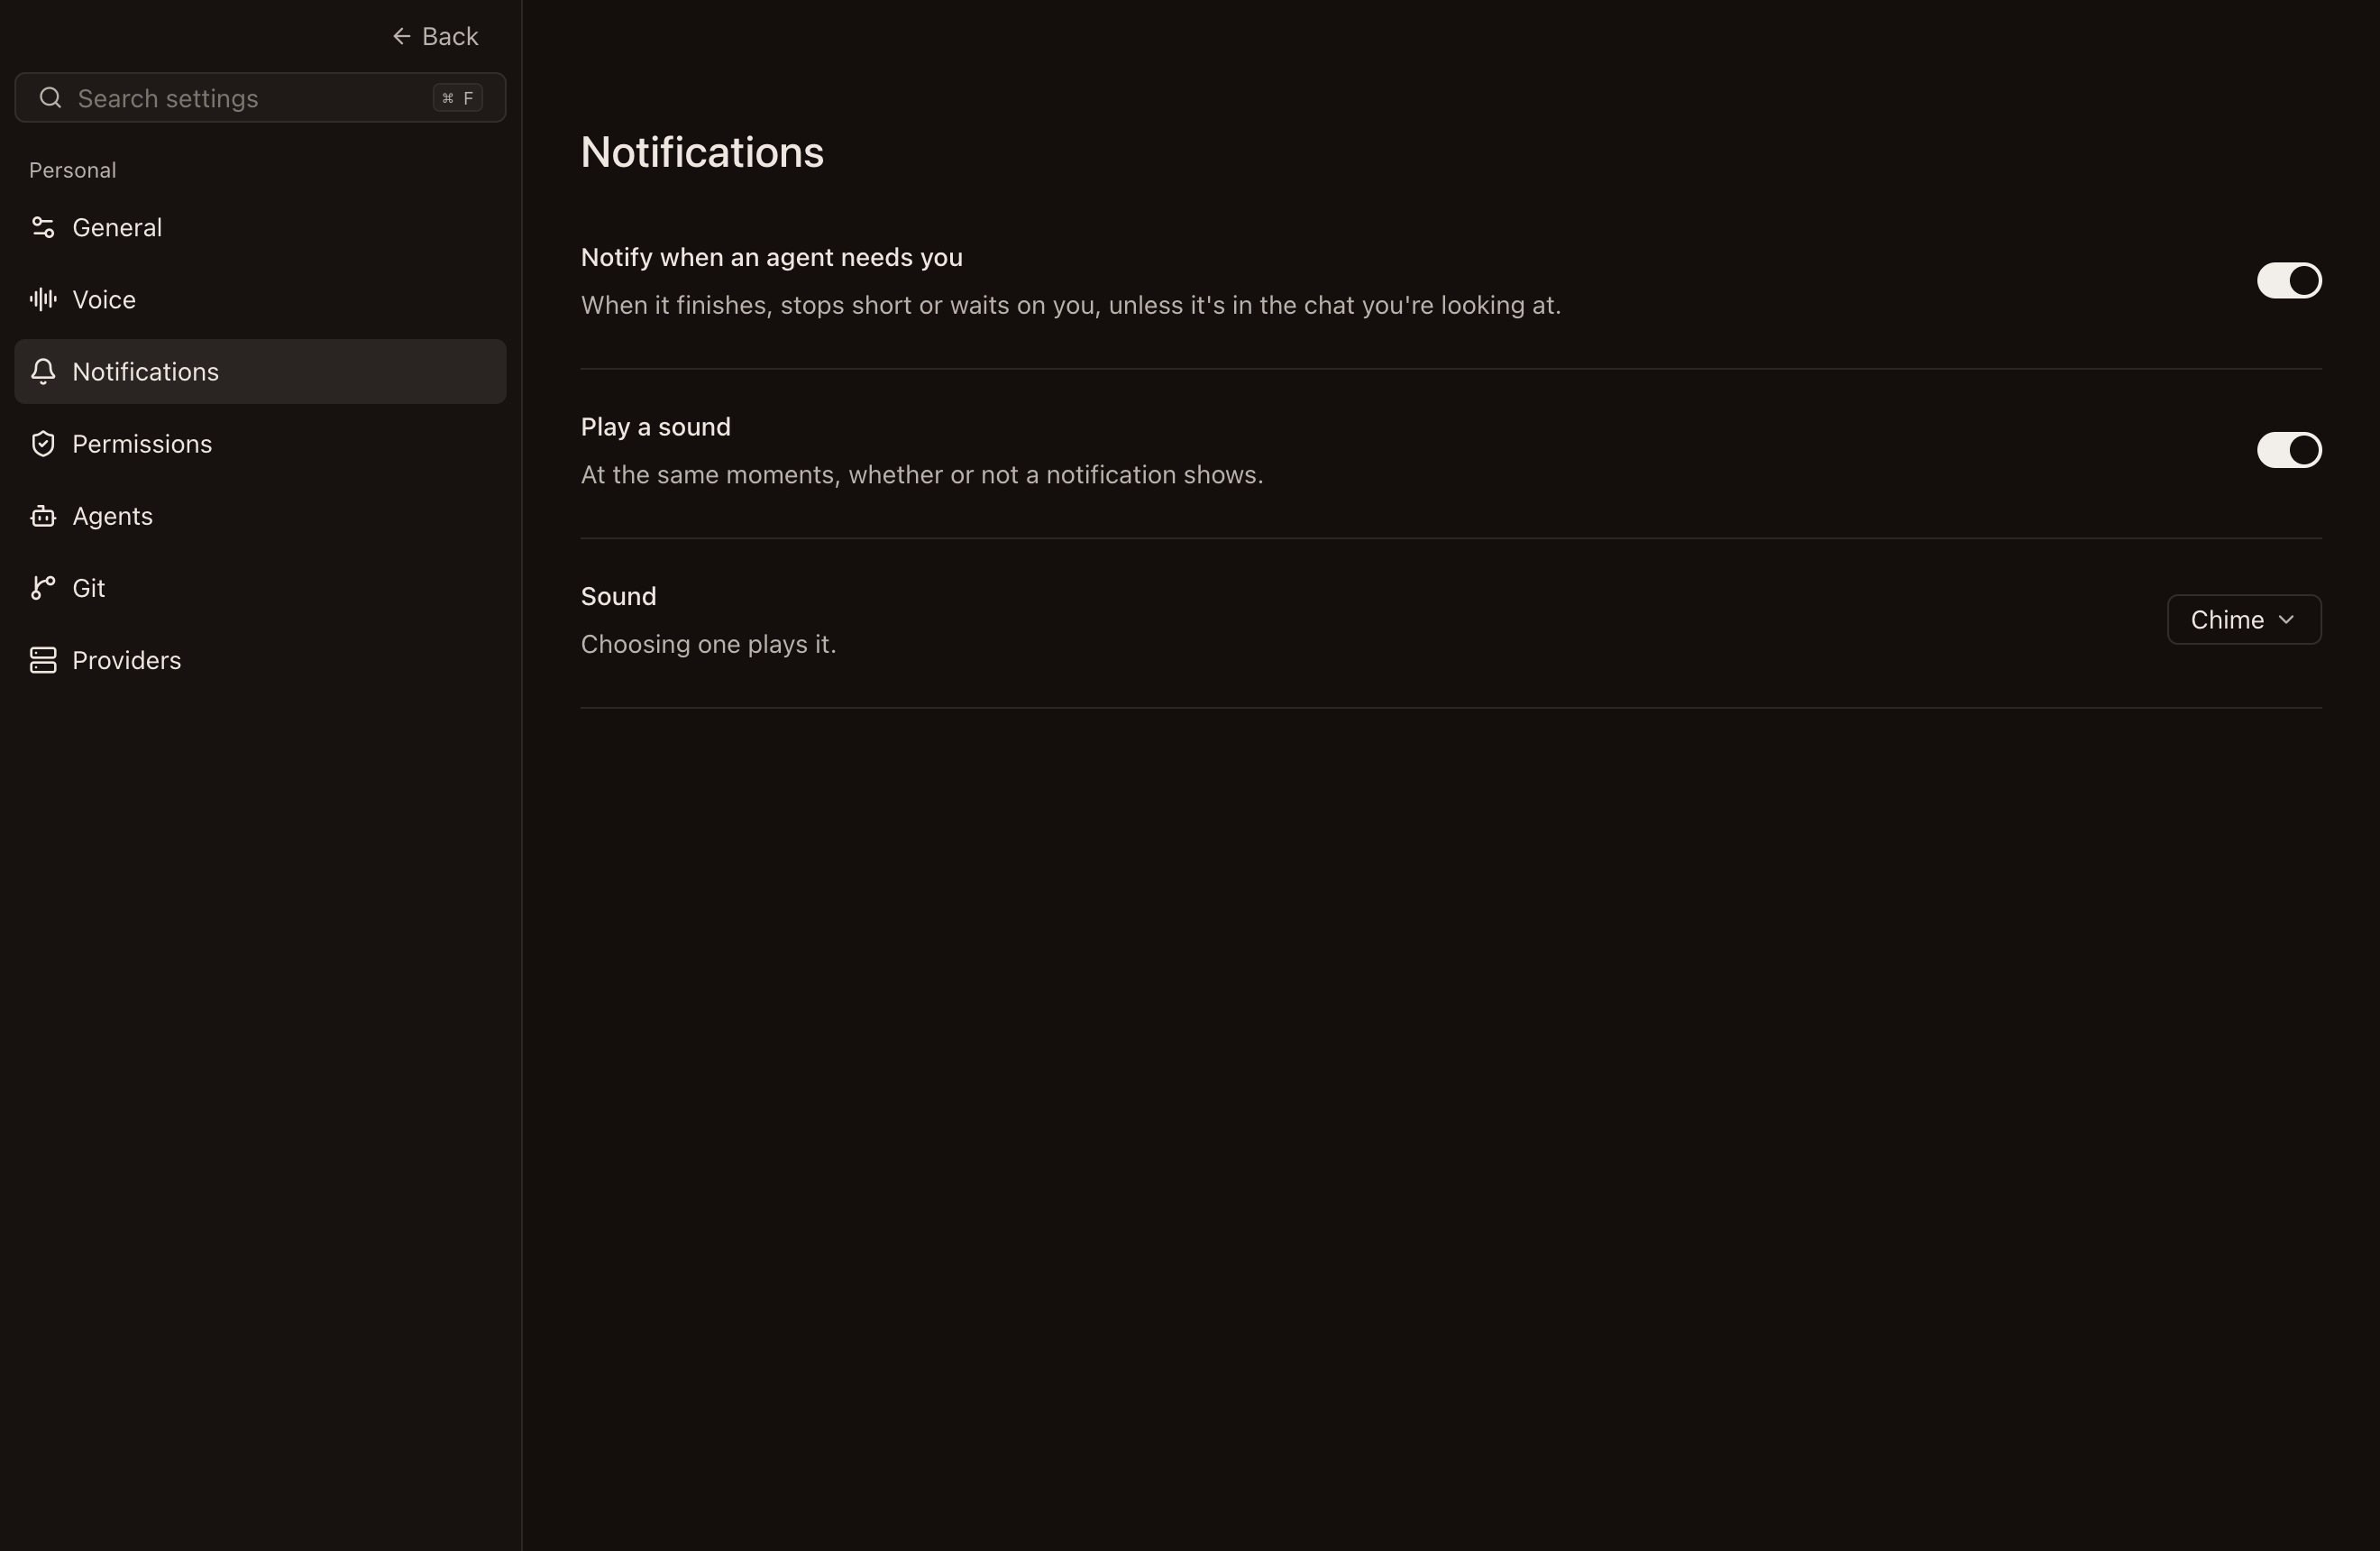 Back
Search settings
⌘ F
Personal
General
Voice
Notifications
Permissions
Agents
Git
Providers
Notifications
Notify when an agent needs you
When it finishes, stops short or waits on you, unless it's in the chat you're looking at.
Play a sound
At the same moments, whether or not a notification shows.
Sound
Choosing one plays it.
Chime